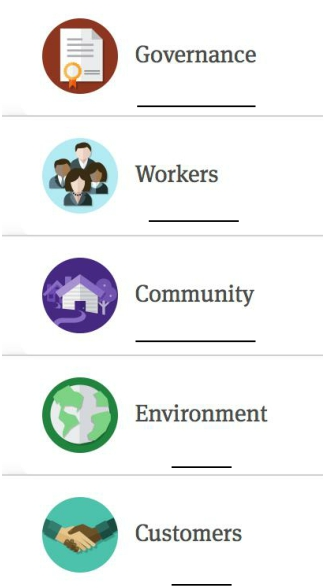 Governance
Workers
Community
Environment
Customers